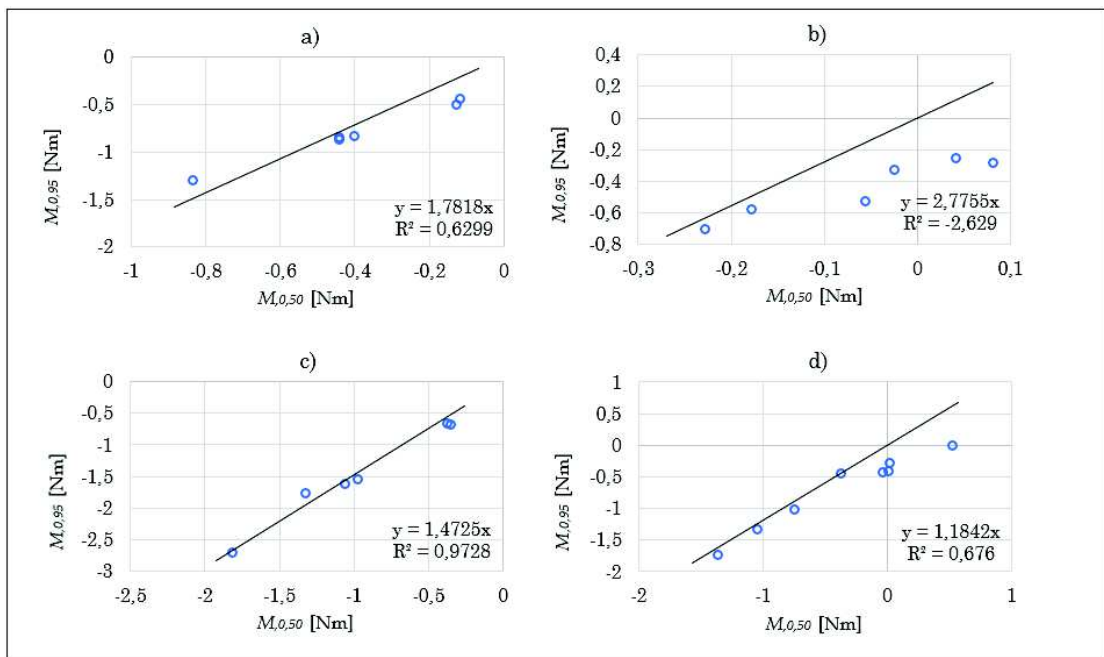 a)
0
-0,5
-1
-1,5
-2
-1 -0,8 -0,6 -0,4 -0,2 0
M,0,95 [Nm]
M,0,50 [Nm]
y = 1,7818x
R² = 0,6299
b)
0,4
0,2
0
-0,2
-0,4
-0,6
-0,8
-0,3 -0,2 -0,1 0 0,1
M,0,95 [Nm]
M,0,50 [Nm]
y = 2,7755x
R² = -2,629
c)
0
-0,5
-1
-1,5
-2
-2,5
-3
-2,5 -2 -1,5 -1 -0,5 0
M,0,95 [Nm]
M,0,50 [Nm]
y = 1,4725x
R² = 0,9728
d)
1
0,5
0
-0,5
-1
-1,5
-2
-2 -1 0 1
M,0,95 [Nm]
M,0,50 [Nm]
y = 1,1842x
R² = 0,676